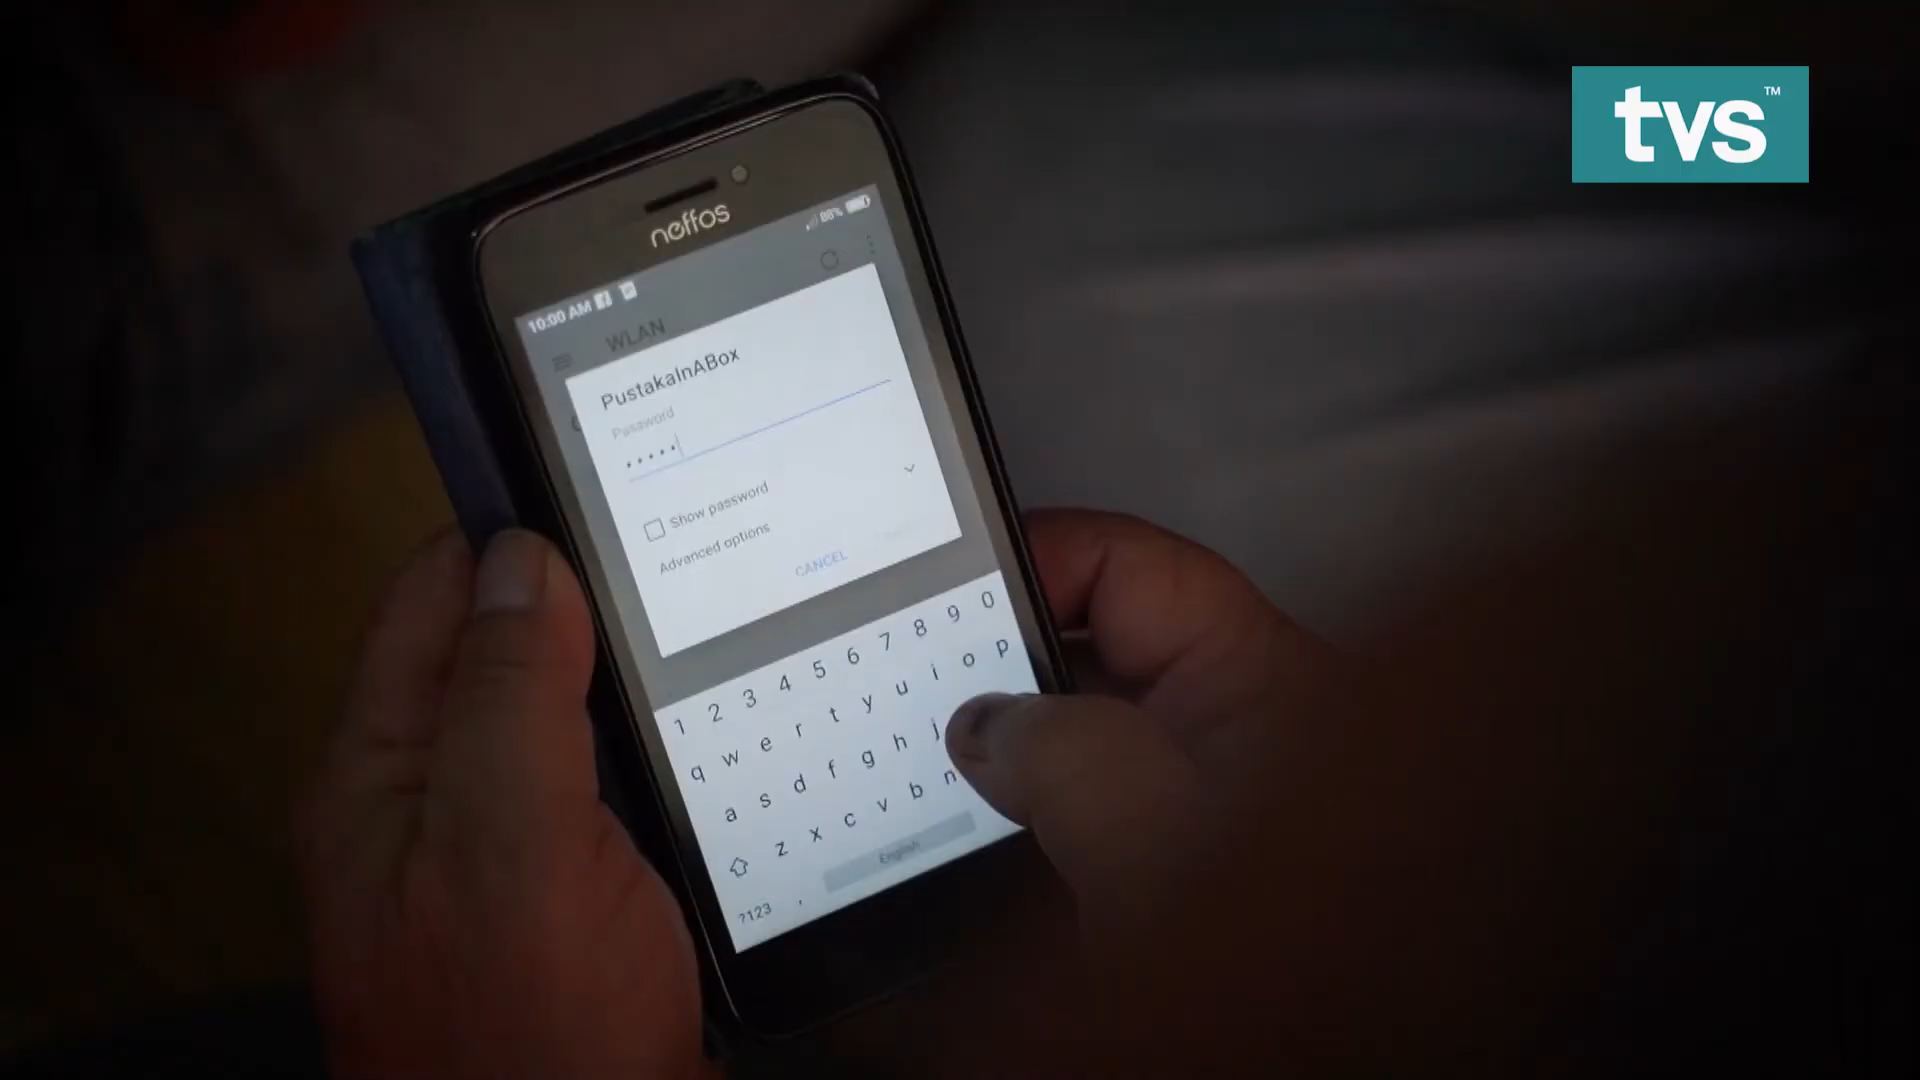 tvs™
neffos
10:00 AM 88%
WLAN
PustakaInABox
Password
•••••
Show password
Advanced options
CANCEL
1 2 3 4 5 6 7 8 9 0
q w e r t y u i o p
a s d f g h j
z x c v b n
?123 , English